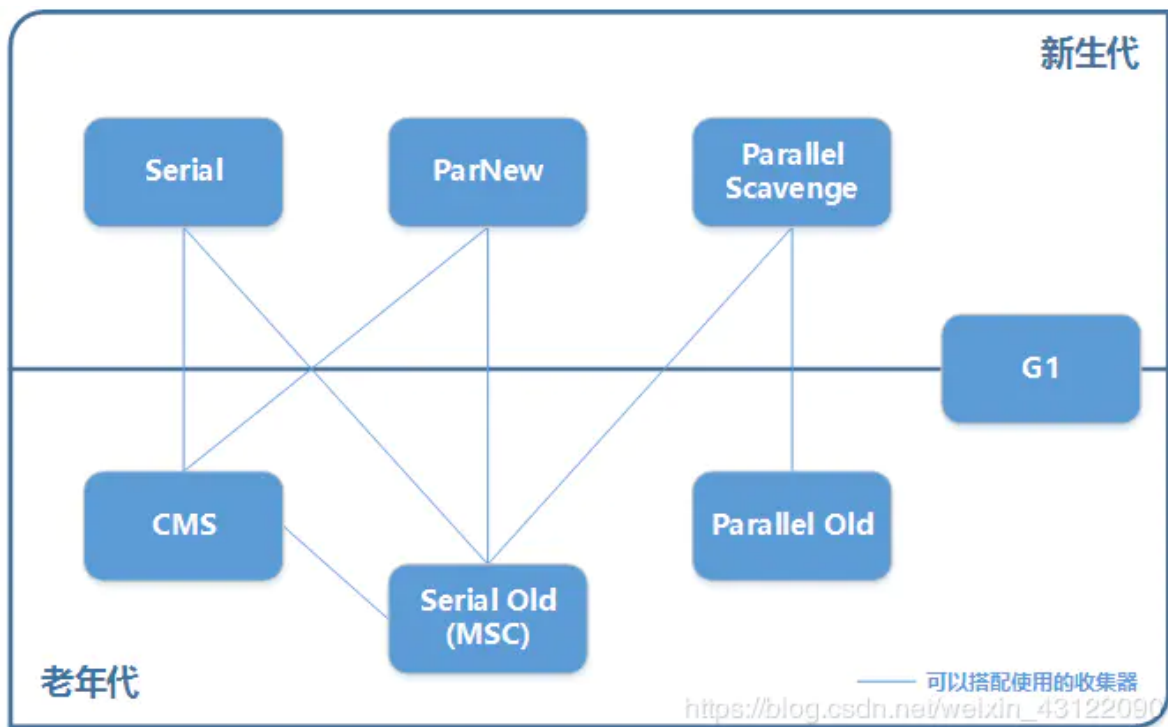 新生代
Serial
ParNew
Parallel
Scavenge
G1
CMS
Serial Old
(MSC)
Parallel Old
老年代
可以搭配使用的收集器
https://blog.csdn.net/weixin_43122090